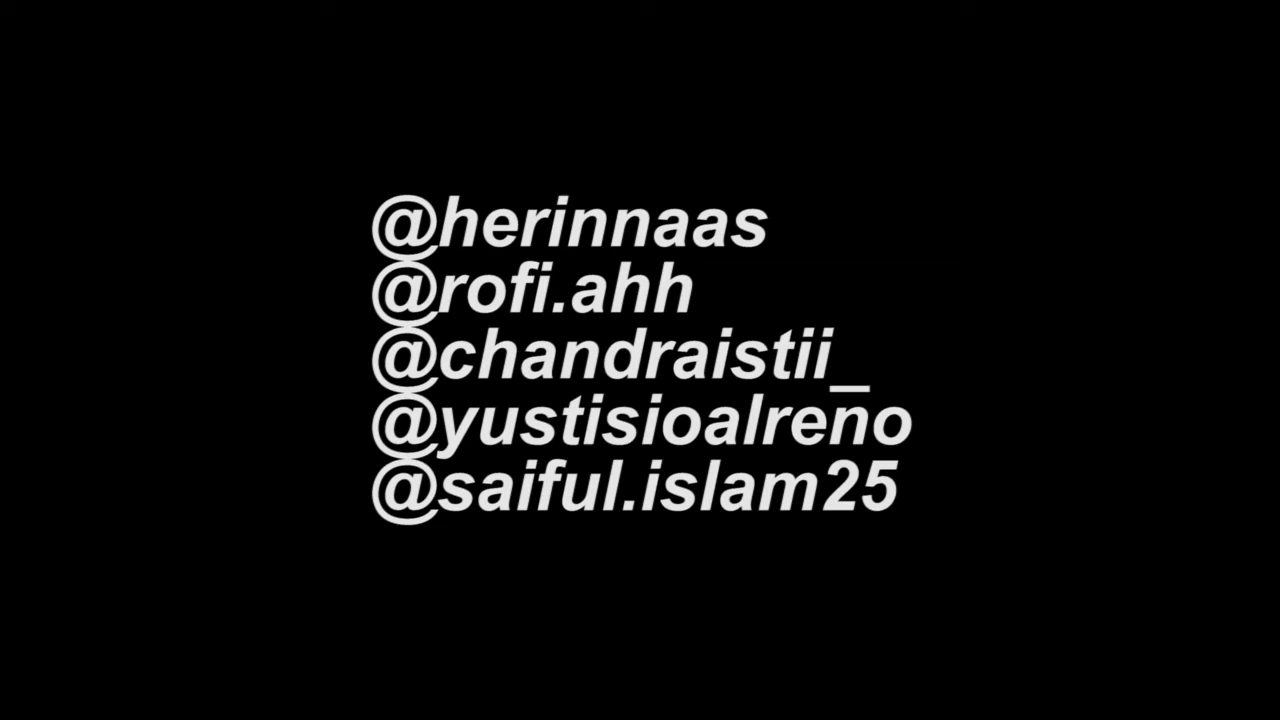 @herinnaas
@rofi.ahh
@chandraistii_
@yustisioalreno
@saiful.islam25